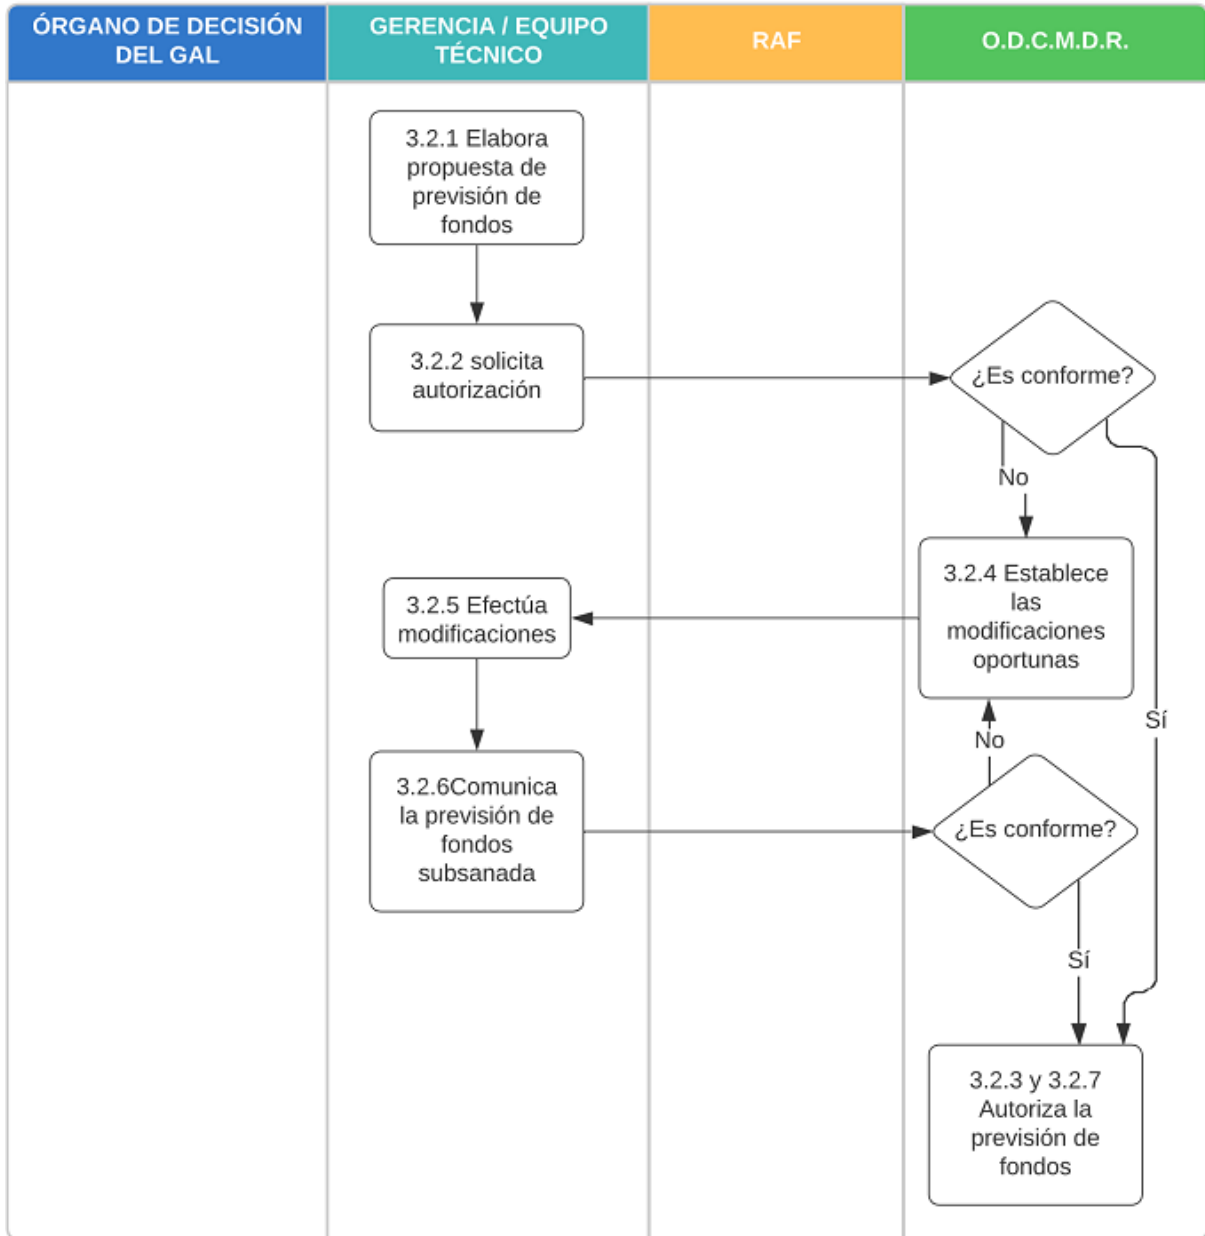 ÓRGANO DE DECISIÓN
DEL GAL
GERENCIA / EQUIPO
TÉCNICO
RAF
O.D.C.M.D.R.
3.2.1 Elabora
propuesta de
previsión de
fondos
3.2.2 solicita
autorización
¿Es conforme?
No
3.2.4 Establece
las
modificaciones
oportunas
3.2.5 Efectúa
modificaciones
Sí
No
3.2.6Comunica
la previsión de
fondos
subsanada
¿Es conforme?
Sí
3.2.3 y 3.2.7
Autoriza la
previsión de
fondos